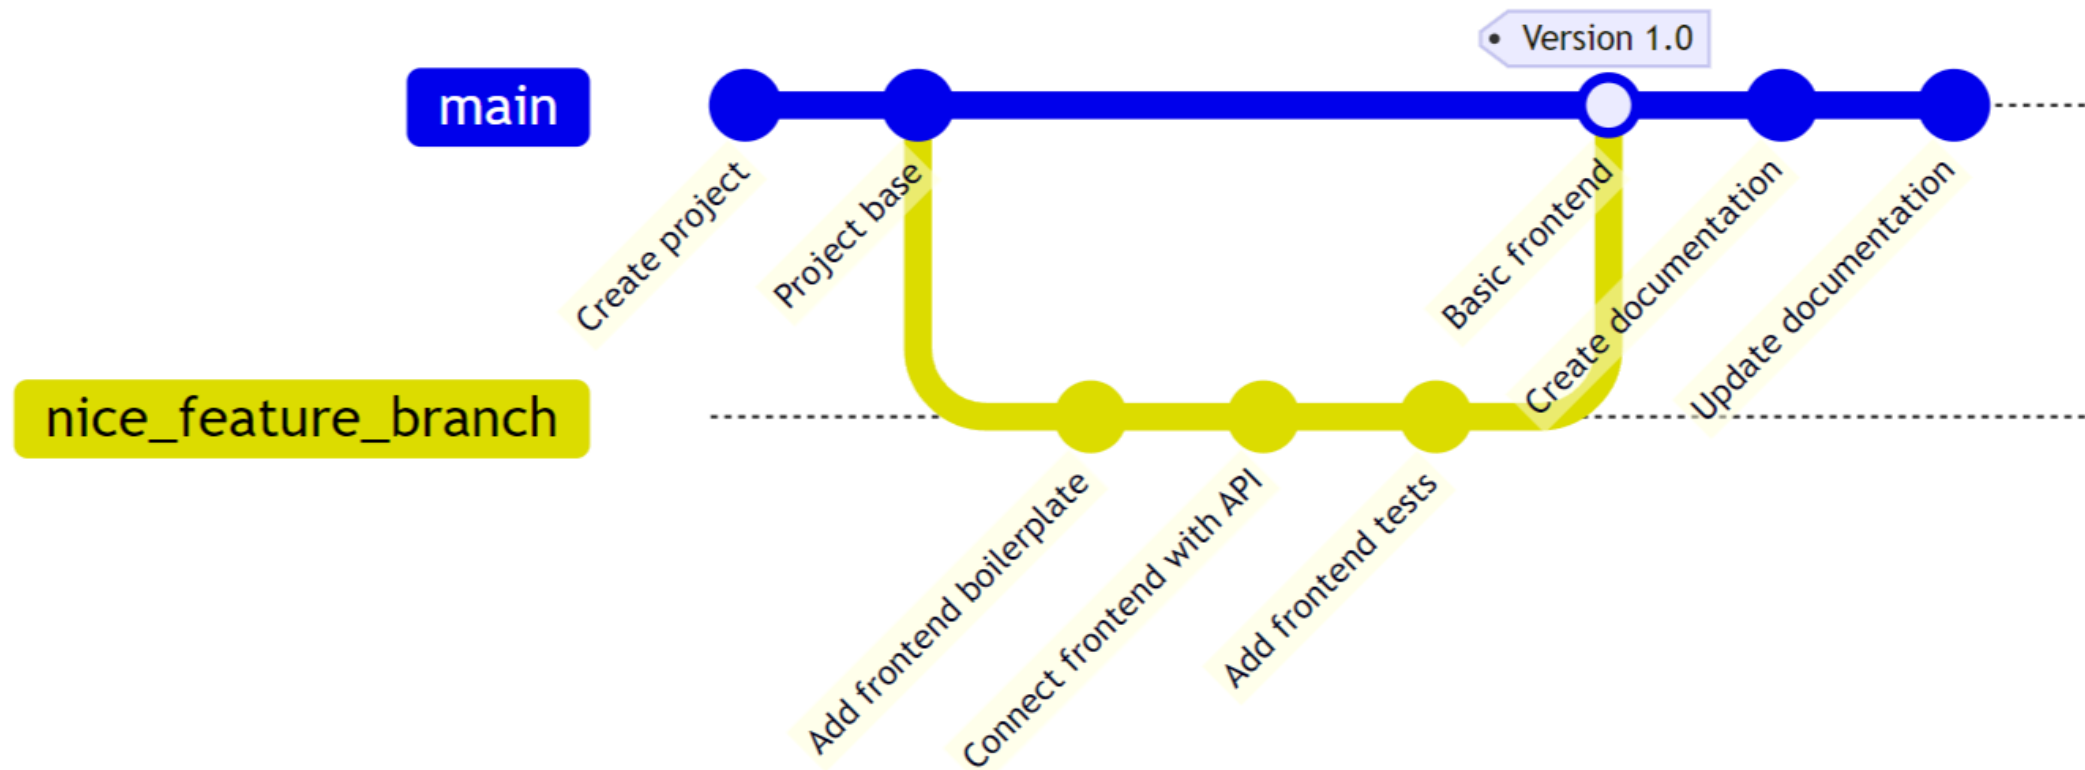 Version 1.0
main
Create project
Project base
Basic frontend
Create documentation
Update documentation
nice_feature_branch
Add frontend boilerplate
Connect frontend with API
Add frontend tests